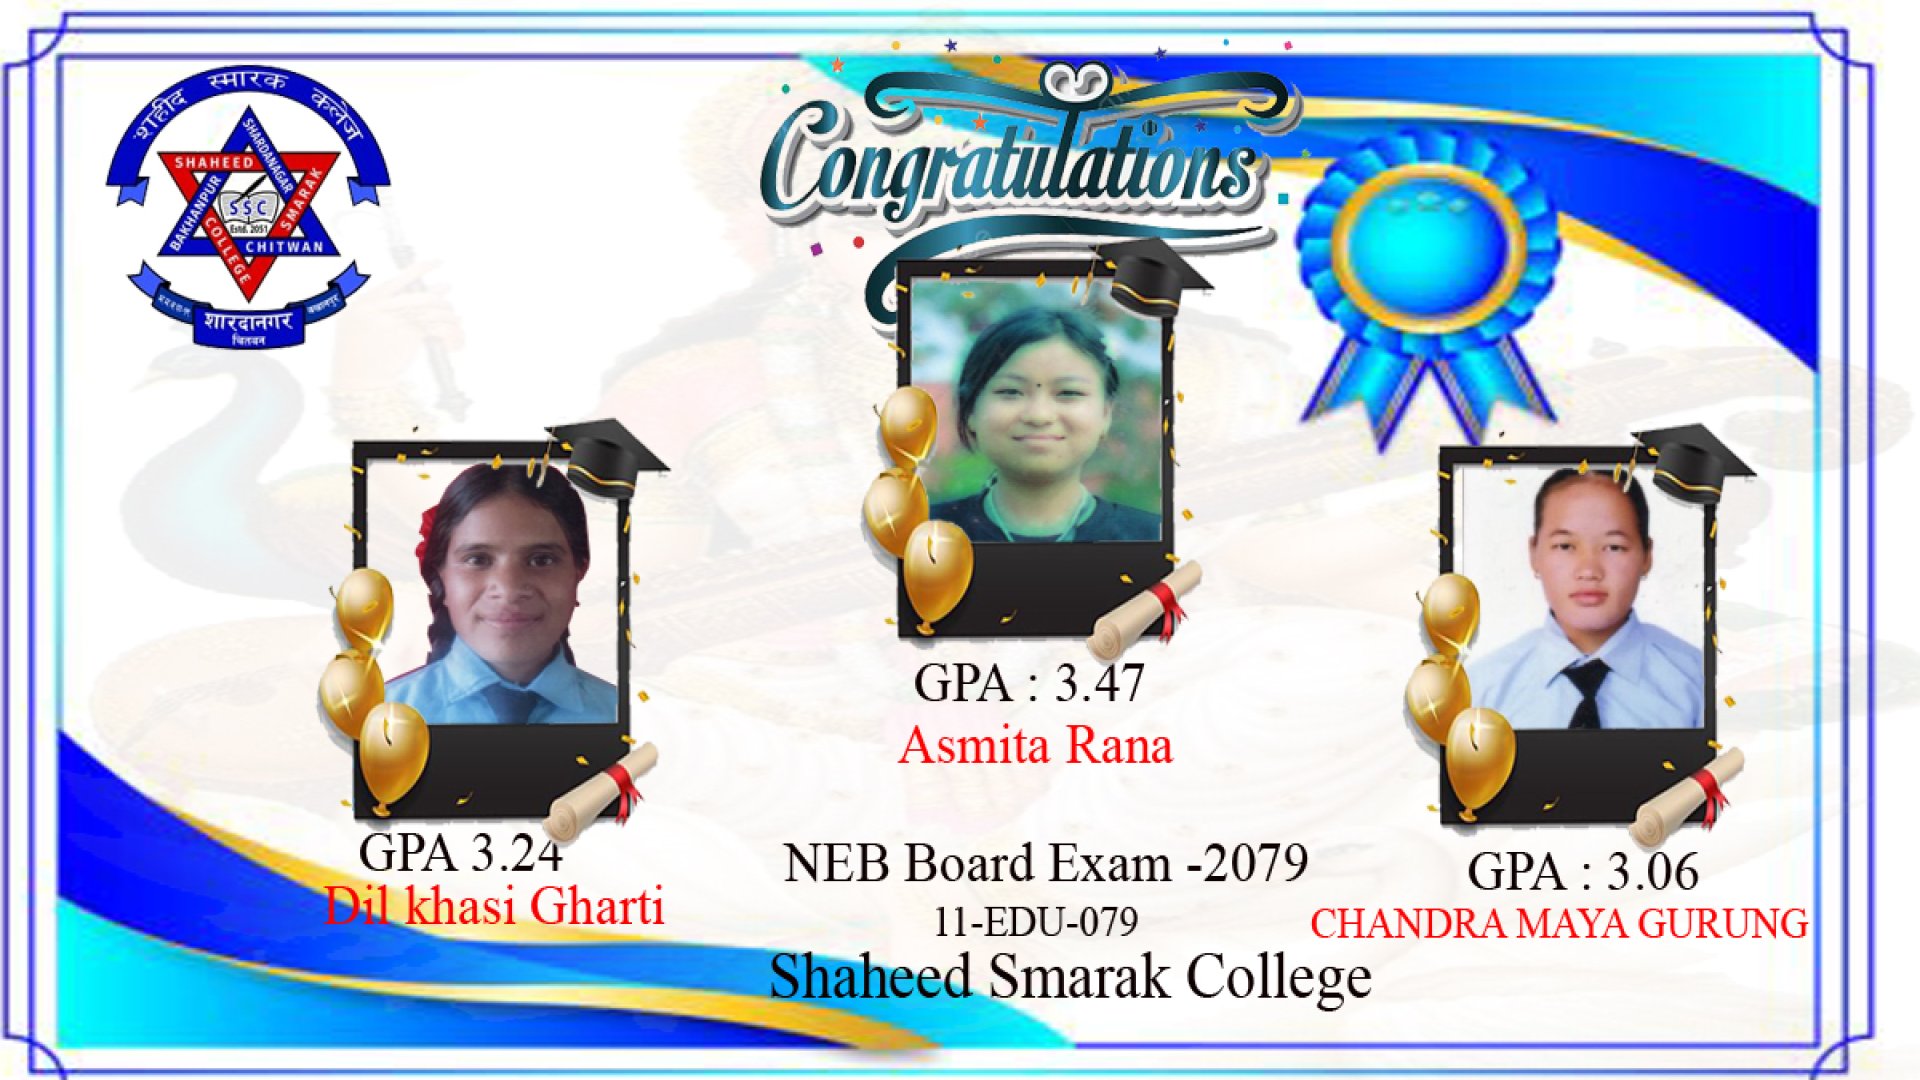 शहीद स्मारक कलेज
SHAHEED
SMARAK
COLLEGE
SHARDANAGAR
BAKHANPUR
CHITWAN
SSC
Estd. 2051
शारदानगर
चितवन
Congratulations
GPA : 3.47
Asmita Rana
GPA 3.24
Dil khasi Gharti
GPA : 3.06
CHANDRA MAYA GURUNG
NEB Board Exam -2079
11-EDU-079
Shaheed Smarak College